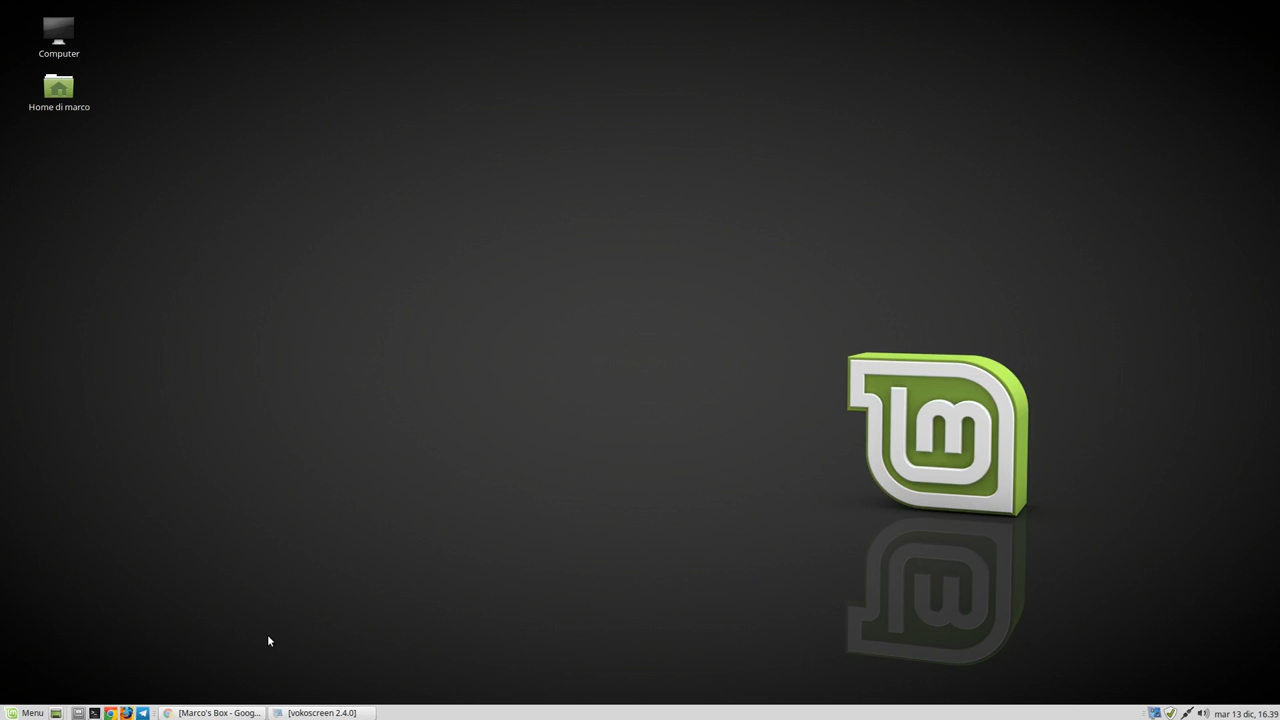 Computer
Home di marco
Menu
[Marco's Box - Goog...
[vokoscreen 2.4.0]
mar 13 dic, 16.39